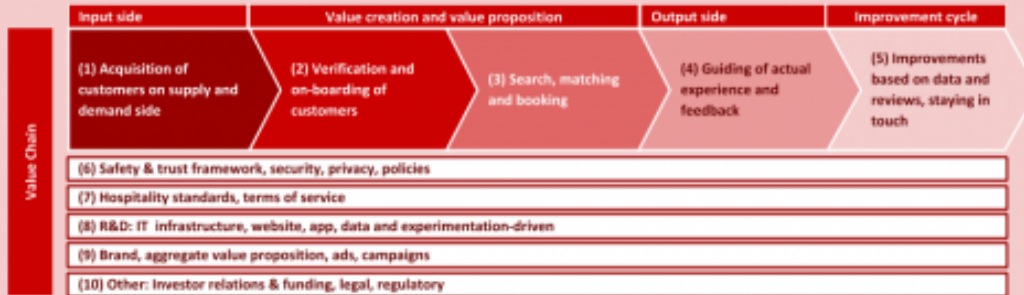 Input side
Value creation and value proposition
Output side
Improvement cycle
Value Chain
(1) Acquisition of
customers on supply and
demand side
(2) Verification and
on-boarding of
customers
(3) Search, matching
and booking
(4) Guiding of actual
experience and
feedback
(5) Improvements
based on data and
reviews, staying in
touch
(6) Safety & trust framework, security, privacy, policies
(7) Hospitality standards, terms of service
(8) R&D: IT infrastructure, website, app, data and experimentation-driven
(9) Brand, aggregate value proposition, ads, campaigns
(10) Other: Investor relations & funding, legal, regulatory